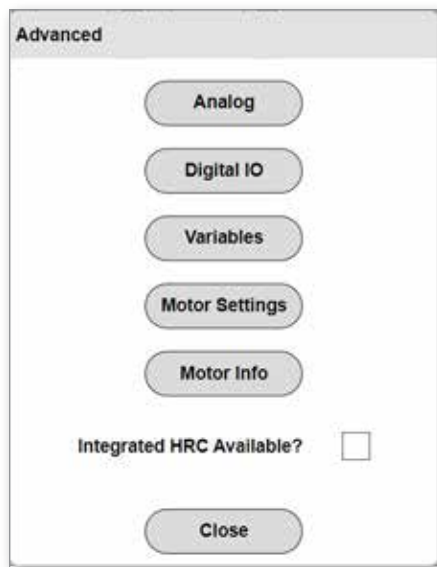 Advanced
Analog
Digital IO
Variables
Motor Settings
Motor Info
Integrated HRC Available?
Close